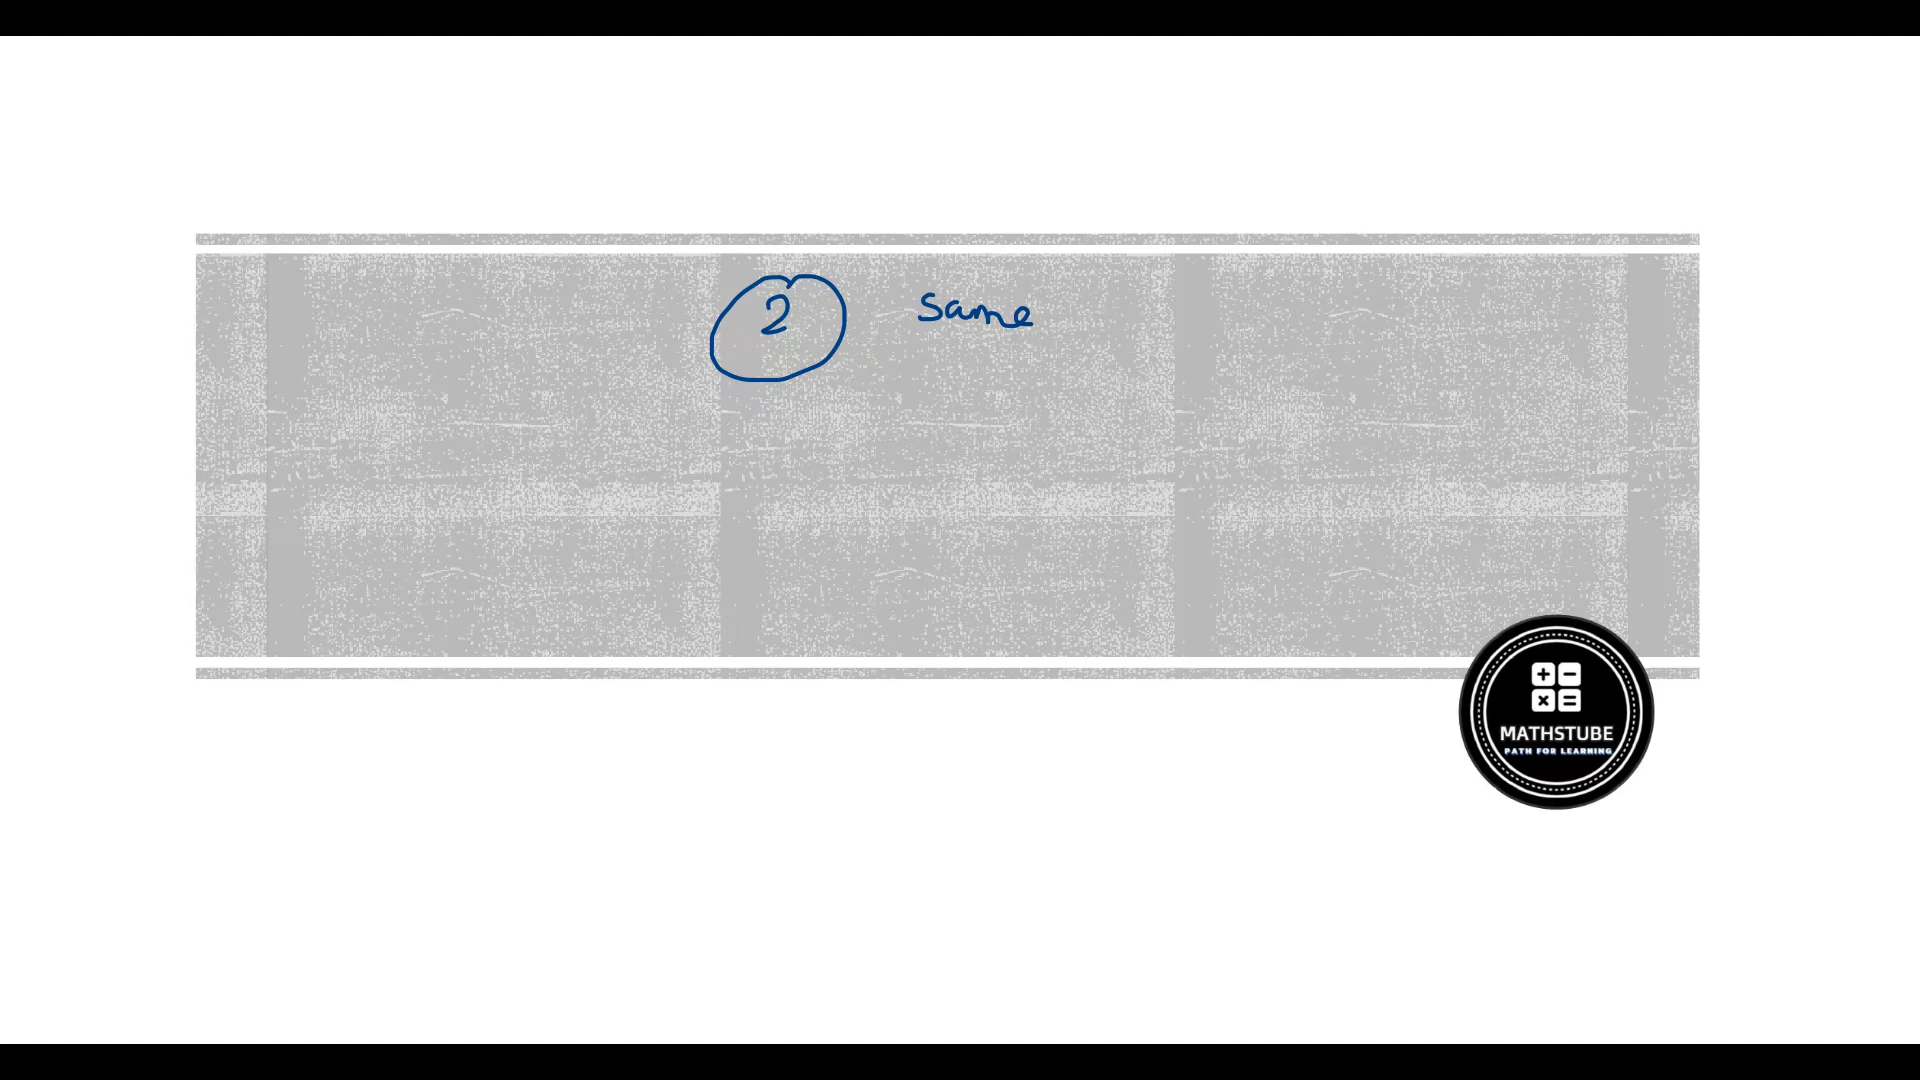 2 Same
+ −
× =
MATHSTUBE
PATH FOR LEARNING